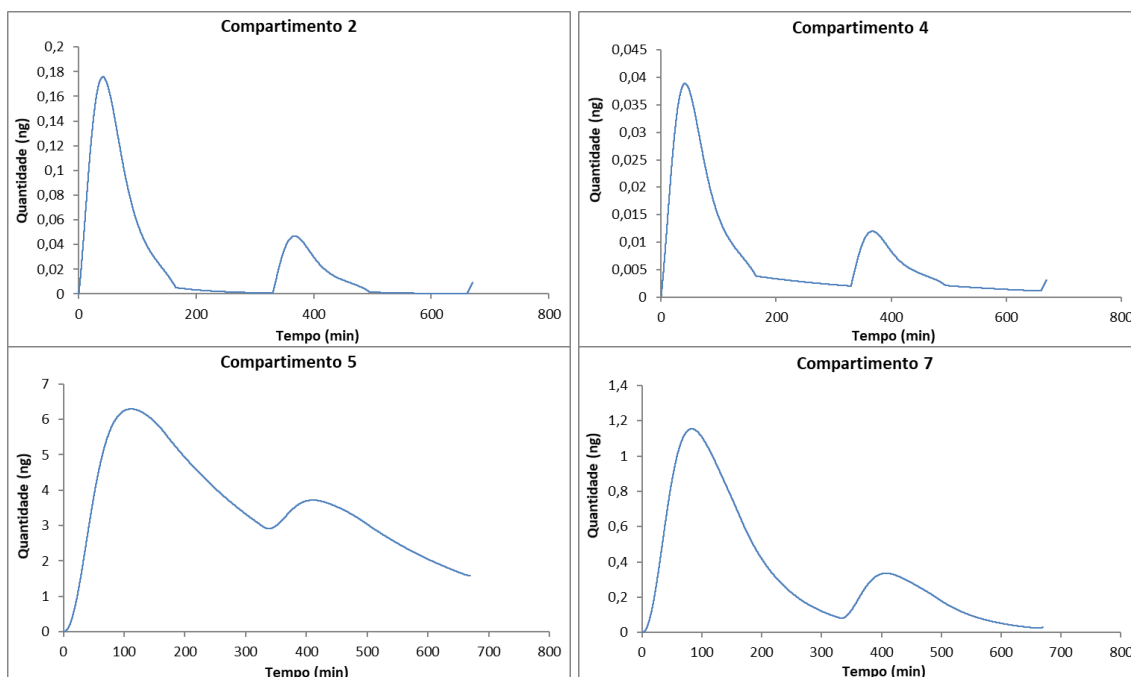 Compartimento 2
Quantidade (ng)
0,2
0,18
0,16
0,14
0,12
0,1
0,08
0,06
0,04
0,02
0
0 200 400 600 800
Tempo (min)
Compartimento 4
Quantidade (ng)
0,045
0,04
0,035
0,03
0,025
0,02
0,015
0,01
0,005
0
0 200 400 600 800
Tempo (min)
Compartimento 5
Quantidade (ng)
7
6
5
4
3
2
1
0
0 100 200 300 400 500 600 700 800
Tempo (min)
Compartimento 7
Quantidade (ng)
1,4
1,2
1
0,8
0,6
0,4
0,2
0
0 100 200 300 400 500 600 700 800
Tempo (min)